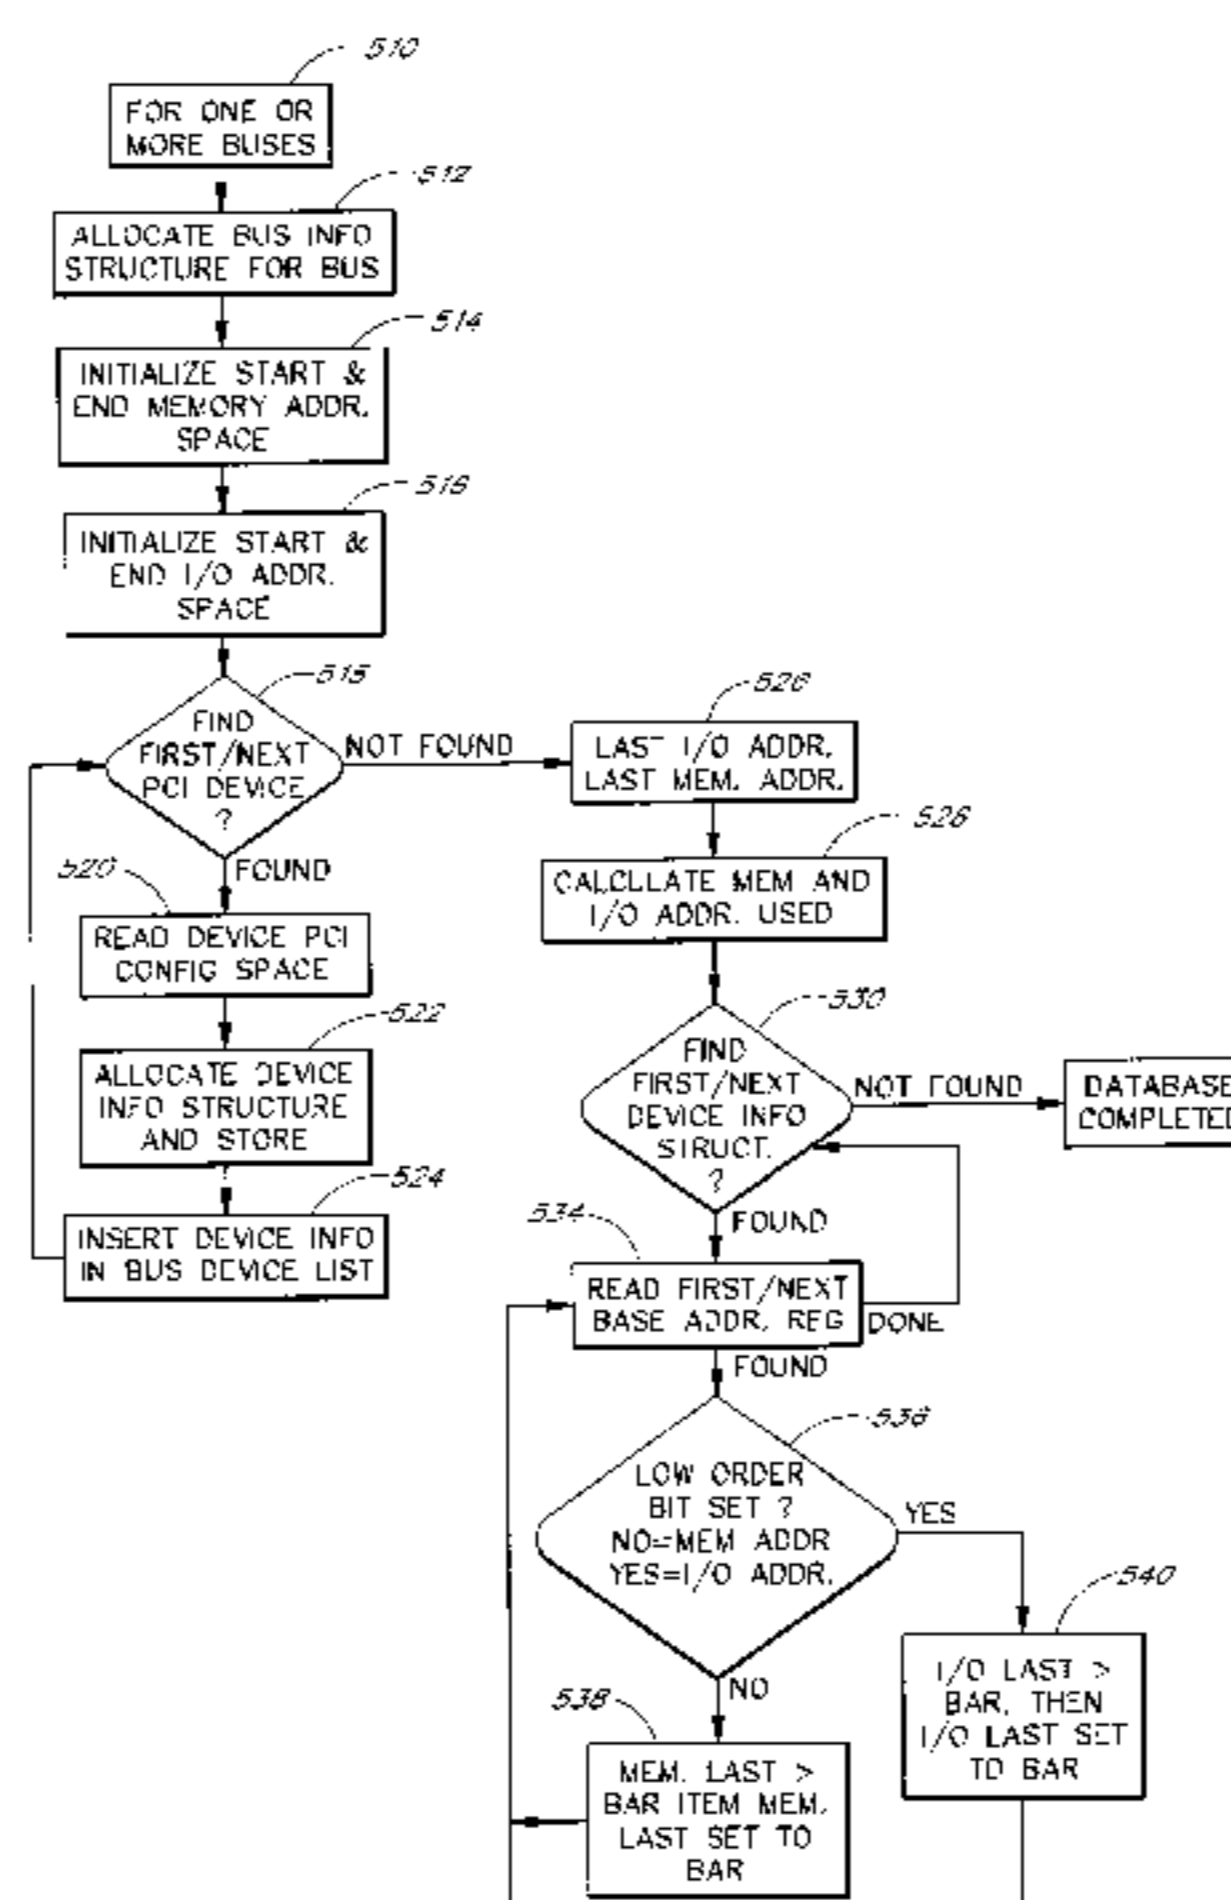 510
FOR ONE OR
MORE BUSES
512
ALLOCATE BUS INFO
STRUCTURE FOR BUS
514
INITIALIZE START &
END MEMORY ADDR.
SPACE
516
INITIALIZE START &
END I/O ADDR.
SPACE
518
FIND
FIRST/NEXT
PCI DEVICE
?
NOT FOUND
FOUND
520
READ DEVICE PCI
CONFIG SPACE
522
ALLOCATE DEVICE
INFO STRUCTURE
AND STORE
524
INSERT DEVICE INFO
IN BUS DEVICE LIST
526
LAST I/O ADDR.
LAST MEM. ADDR.
528
CALCULATE MEM AND
I/O ADDR. USED
530
FIND
FIRST/NEXT
DEVICE INFO
STRUCT.
?
NOT FOUND
DATABASE
COMPLETED
FOUND
534
READ FIRST/NEXT
BASE ADDR. REG
DONE
FOUND
536
LOW ORDER
BIT SET ?
NO=MEM ADDR
YES=I/O ADDR.
YES
NO
538
MEM. LAST >
BAR ITEM MEM.
LAST SET TO
BAR
540
I/O LAST >
BAR, THEN
I/O LAST SET
TO BAR